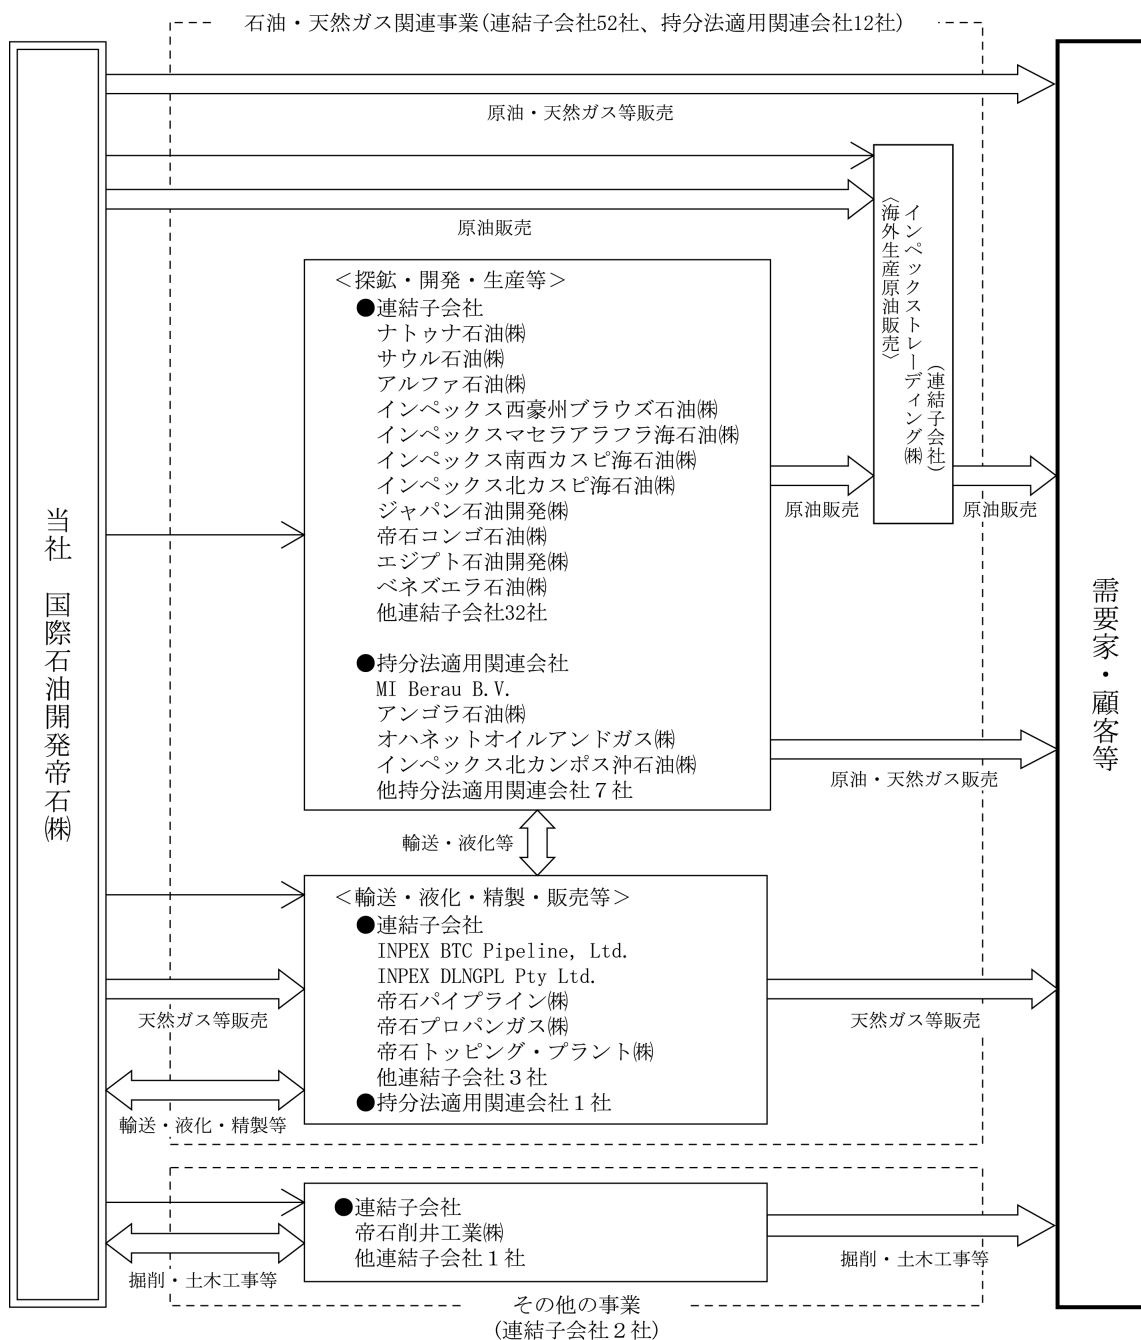 石油・天然ガス関連事業(連結子会社52社、持分法適用関連会社12社)
原油・天然ガス等販売
原油販売
インペックストレーディング㈱
〈海外生産原油販売〉
(連結子会社)
＜探鉱・開発・生産等＞
●連結子会社
ナトゥナ石油㈱
サウル石油㈱
アルファ石油㈱
インペックス西豪州ブラウズ石油㈱
インペックスマセラアラフラ海石油㈱
インペックス南西カスピ海石油㈱
インペックス北カスピ海石油㈱
ジャパン石油開発㈱
帝石コンゴ石油㈱
エジプト石油開発㈱
ベネズエラ石油㈱
他連結子会社32社
●持分法適用関連会社
MI Berau B.V.
アンゴラ石油㈱
オハネットオイルアンドガス㈱
インペックス北カンポス沖石油㈱
他持分法適用関連会社７社
原油販売
原油販売
原油・天然ガス販売
当社　国際石油開発帝石㈱
需要家・顧客等
輸送・液化等
＜輸送・液化・精製・販売等＞
●連結子会社
INPEX BTC Pipeline, Ltd.
INPEX DLNGPL Pty Ltd.
帝石パイプライン㈱
帝石プロパンガス㈱
帝石トッピング・プラント㈱
他連結子会社３社
●持分法適用関連会社１社
天然ガス等販売
天然ガス等販売
輸送・液化・精製等
●連結子会社
帝石削井工業㈱
他連結子会社１社
掘削・土木工事等
掘削・土木工事等
その他の事業
(連結子会社２社)